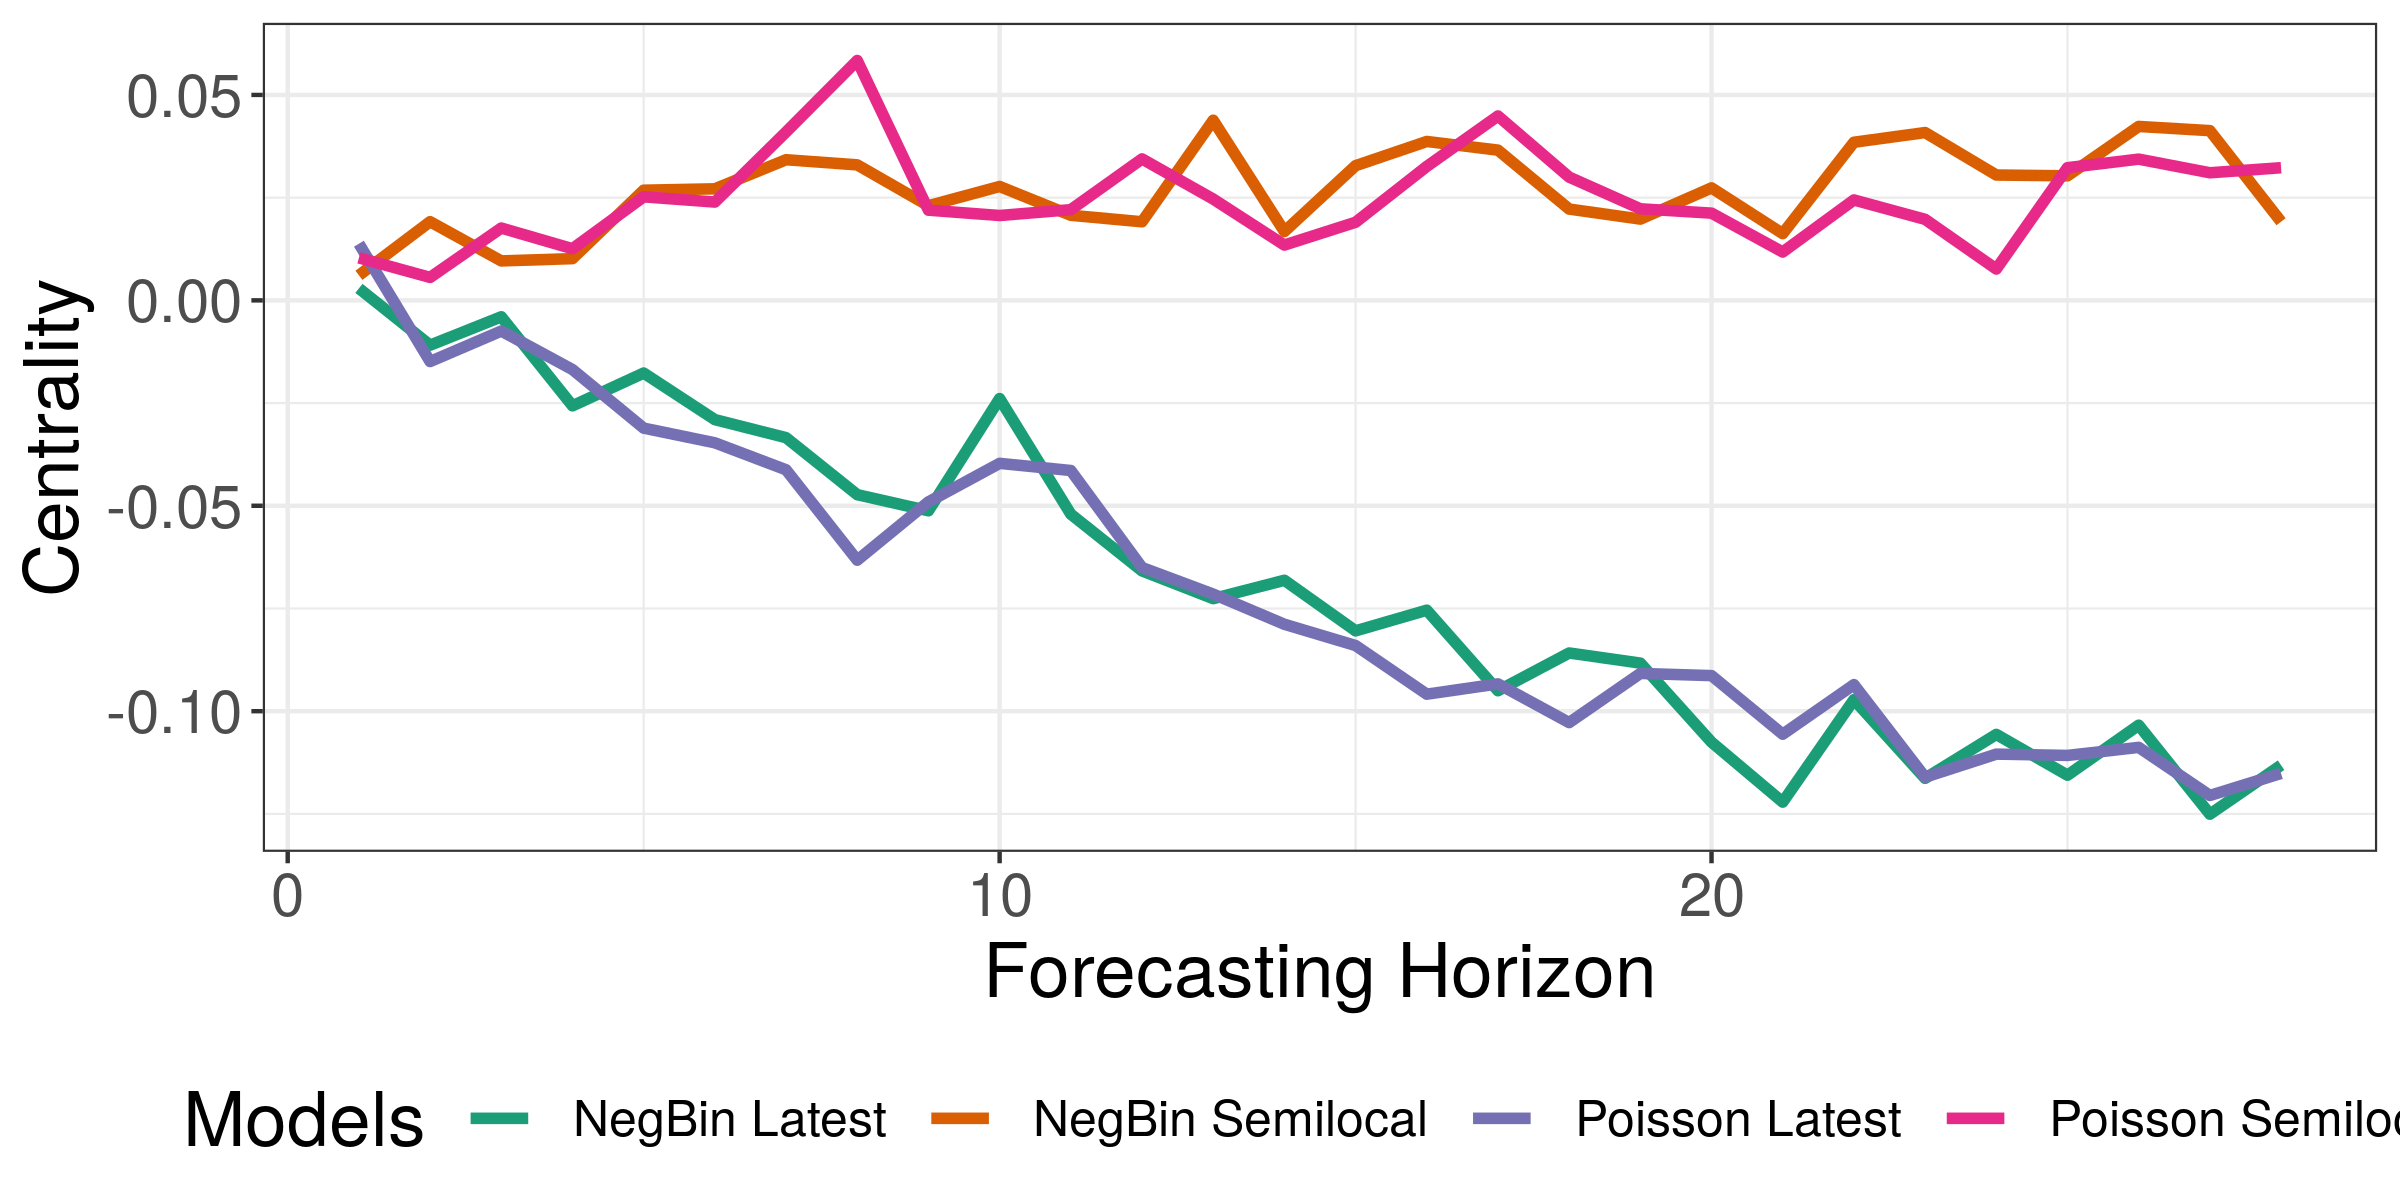 0.05
0.00
-0.05
-0.10
Centrality
0 10 20
Forecasting Horizon
Models NegBin Latest NegBin Semilocal Poisson Latest Poisson